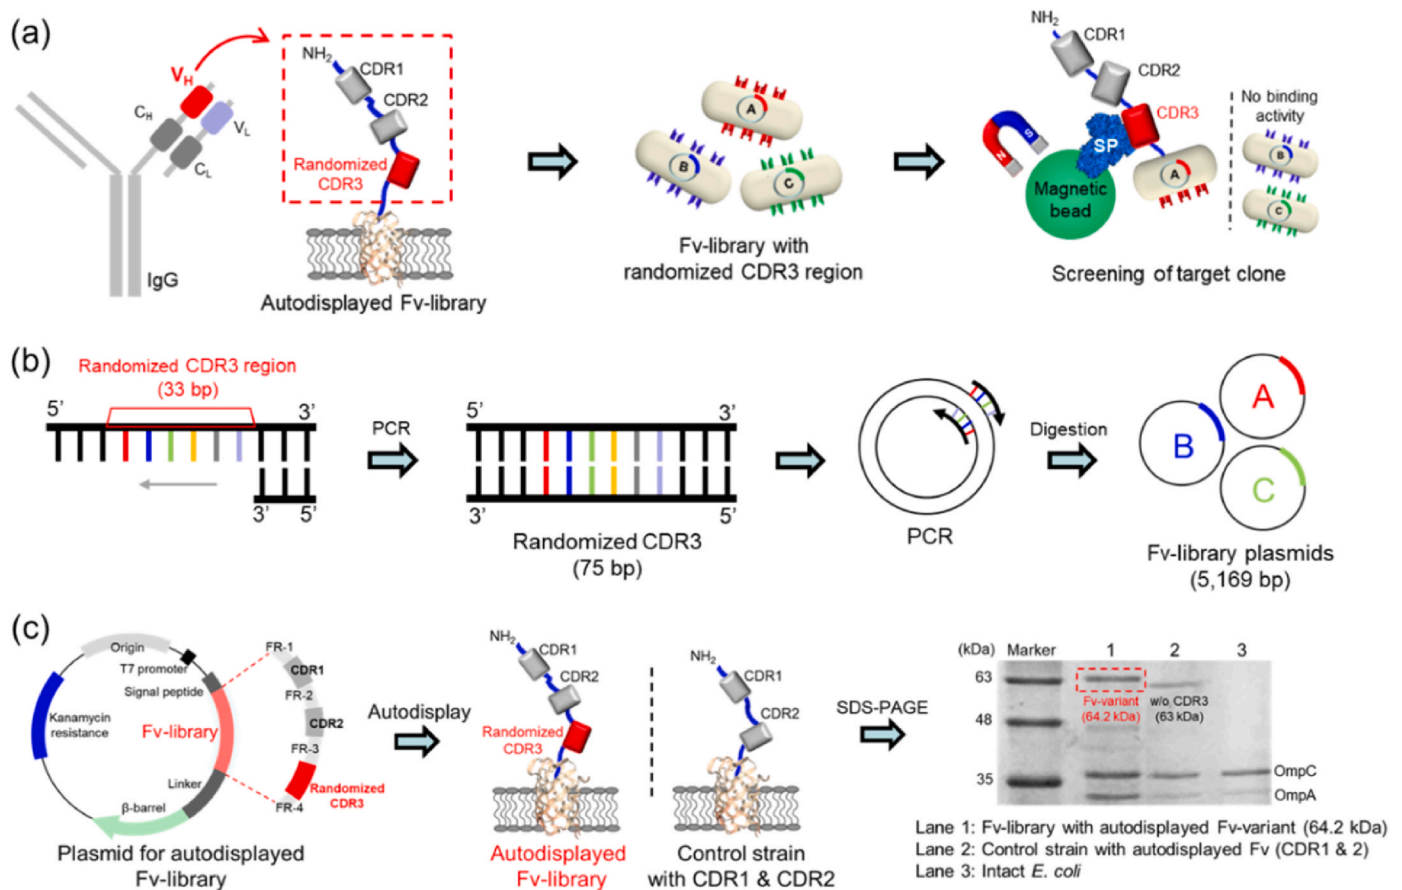 (a)
V_H
C_H
V_L
C_L
IgG
NH₂
CDR1
CDR2
Randomized
CDR3
Autodisplayed Fv-library
A
B
C
Fv-library with
randomized CDR3 region
NH₂
CDR1
CDR2
CDR3
S
N
SP
Magnetic
bead
A
No binding
activity
B
C
Screening of target clone
(b)
Randomized CDR3 region
(33 bp)
5’
3’
3’
5’
PCR
5’
3’
3’
5’
Randomized CDR3
(75 bp)
PCR
Digestion
A
B
C
Fv-library plasmids
(5,169 bp)
(c)
Origin
T7 promoter
Signal peptide
Kanamycin
resistance
Fv-library
Linker
β-barrel
FR-1
CDR1
FR-2
CDR2
FR-3
Randomized
CDR3
FR-4
Plasmid for autodisplayed
Fv-library
Autodisplay
NH₂
CDR1
CDR2
Randomized
CDR3
Autodisplayed
Fv-library
NH₂
CDR1
CDR2
Control strain
with CDR1 & CDR2
SDS-PAGE
(kDa) Marker 1 2 3
63
48
35
Fv-variant
(64.2 kDa)
w/o CDR3
(63 kDa)
OmpC
OmpA
Lane 1: Fv-library with autodisplayed Fv-variant (64.2 kDa)
Lane 2: Control strain with autodisplayed Fv (CDR1 & 2)
Lane 3: Intact E. coli